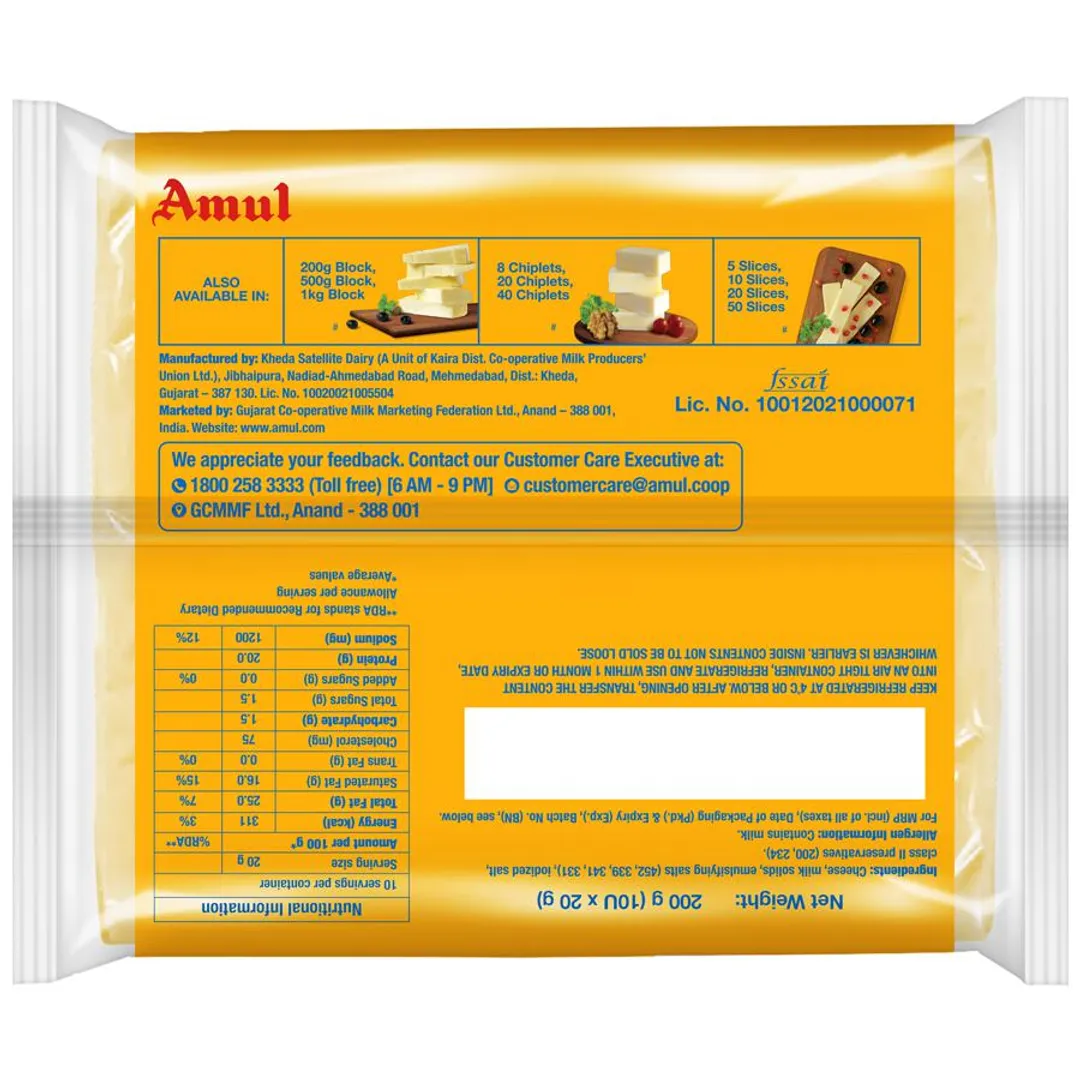 Amul
ALSO
AVAILABLE IN:
200g Block,
500g Block,
1kg Block
#
8 Chiplets,
20 Chiplets,
40 Chiplets
#
5 Slices,
10 Slices,
20 Slices,
50 Slices
#
Manufactured by: Kheda Satellite Dairy (A Unit of Kaira Dist. Co-operative Milk Producers'
Union Ltd.), Jibhaipura, Nadiad-Ahmedabad Road, Mehmedabad, Dist.: Kheda,
Gujarat – 387 130. Lic. No. 10020021005504
Marketed by: Gujarat Co-operative Milk Marketing Federation Ltd., Anand – 388 001,
India. Website: www.amul.com
fssai
Lic. No. 10012021000071
We appreciate your feedback. Contact our Customer Care Executive at:
1800 258 3333 (Toll free) [6 AM - 9 PM] customercare@amul.coop
GCMMF Ltd., Anand - 388 001
Net Weight: 200 g (10U x 20 g)
Ingredients: Cheese, milk solids, emulsifying salts (452, 339, 341, 331), iodized salt,
class II preservatives (200, 234).
Allergen Information: Contains milk.
For MRP (incl. of all taxes), Date of Packaging (Pkd.) & Expiry (Exp.), Batch No. (BN), see below.
KEEP REFRIGERATED AT 4°C OR BELOW. AFTER OPENING, TRANSFER THE CONTENT
INTO AN AIR TIGHT CONTAINER, REFRIGERATE AND USE WITHIN 1 MONTH OR EXPIRY DATE,
WHICHEVER IS EARLIER. INSIDE CONTENTS NOT TO BE SOLD LOOSE.
Nutritional Information
10 servings per container
Serving size 20 g
Amount per 100 g* %RDA**
Energy (kcal) 311 3%
Total Fat (g) 25.0 7%
Saturated Fat (g) 16.0 15%
Trans Fat (g) 0.0 0%
Cholesterol (mg) 75
Carbohydrate (g) 1.5
Total Sugars (g) 1.5
Added Sugars (g) 0.0 0%
Protein (g) 20.0
Sodium (mg) 1200 12%
**RDA stands for Recommended Dietary
Allowance per serving
*Average values